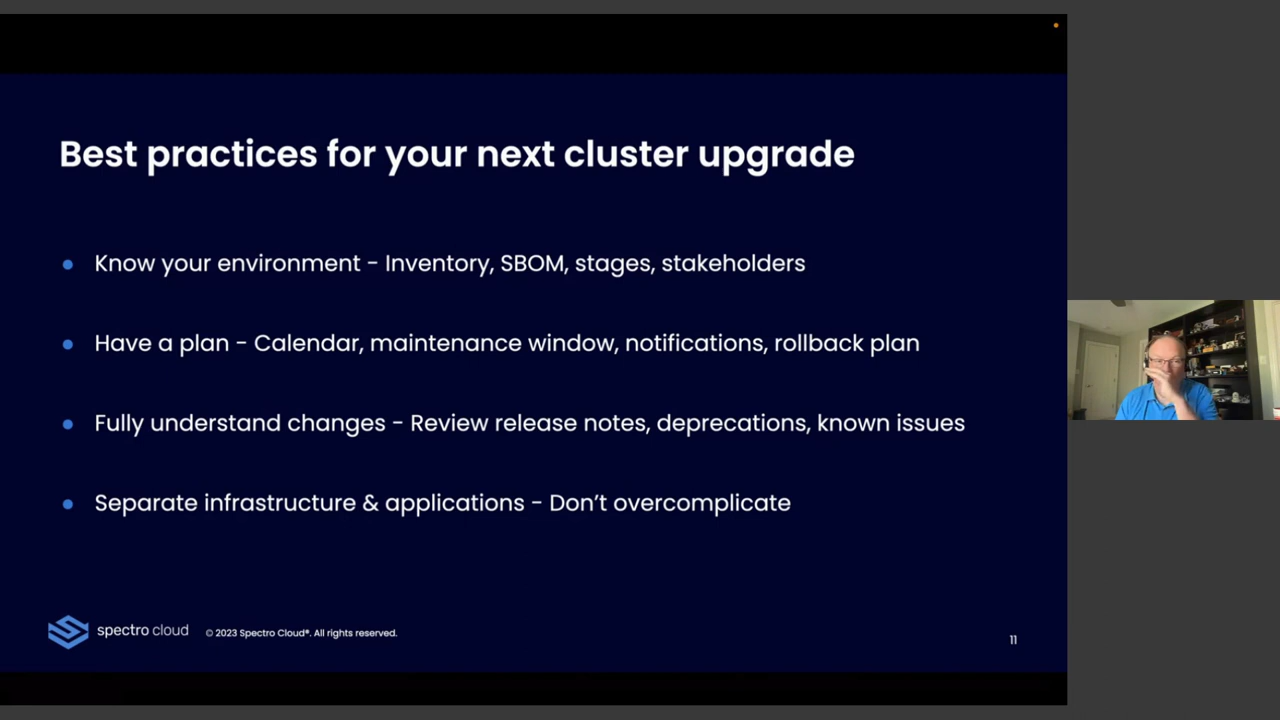 Best practices for your next cluster upgrade
Know your environment - Inventory, SBOM, stages, stakeholders
Have a plan - Calendar, maintenance window, notifications, rollback plan
Fully understand changes - Review release notes, deprecations, known issues
Separate infrastructure & applications - Don’t overcomplicate
spectro cloud
© 2023 Spectro Cloud®. All rights reserved.
11